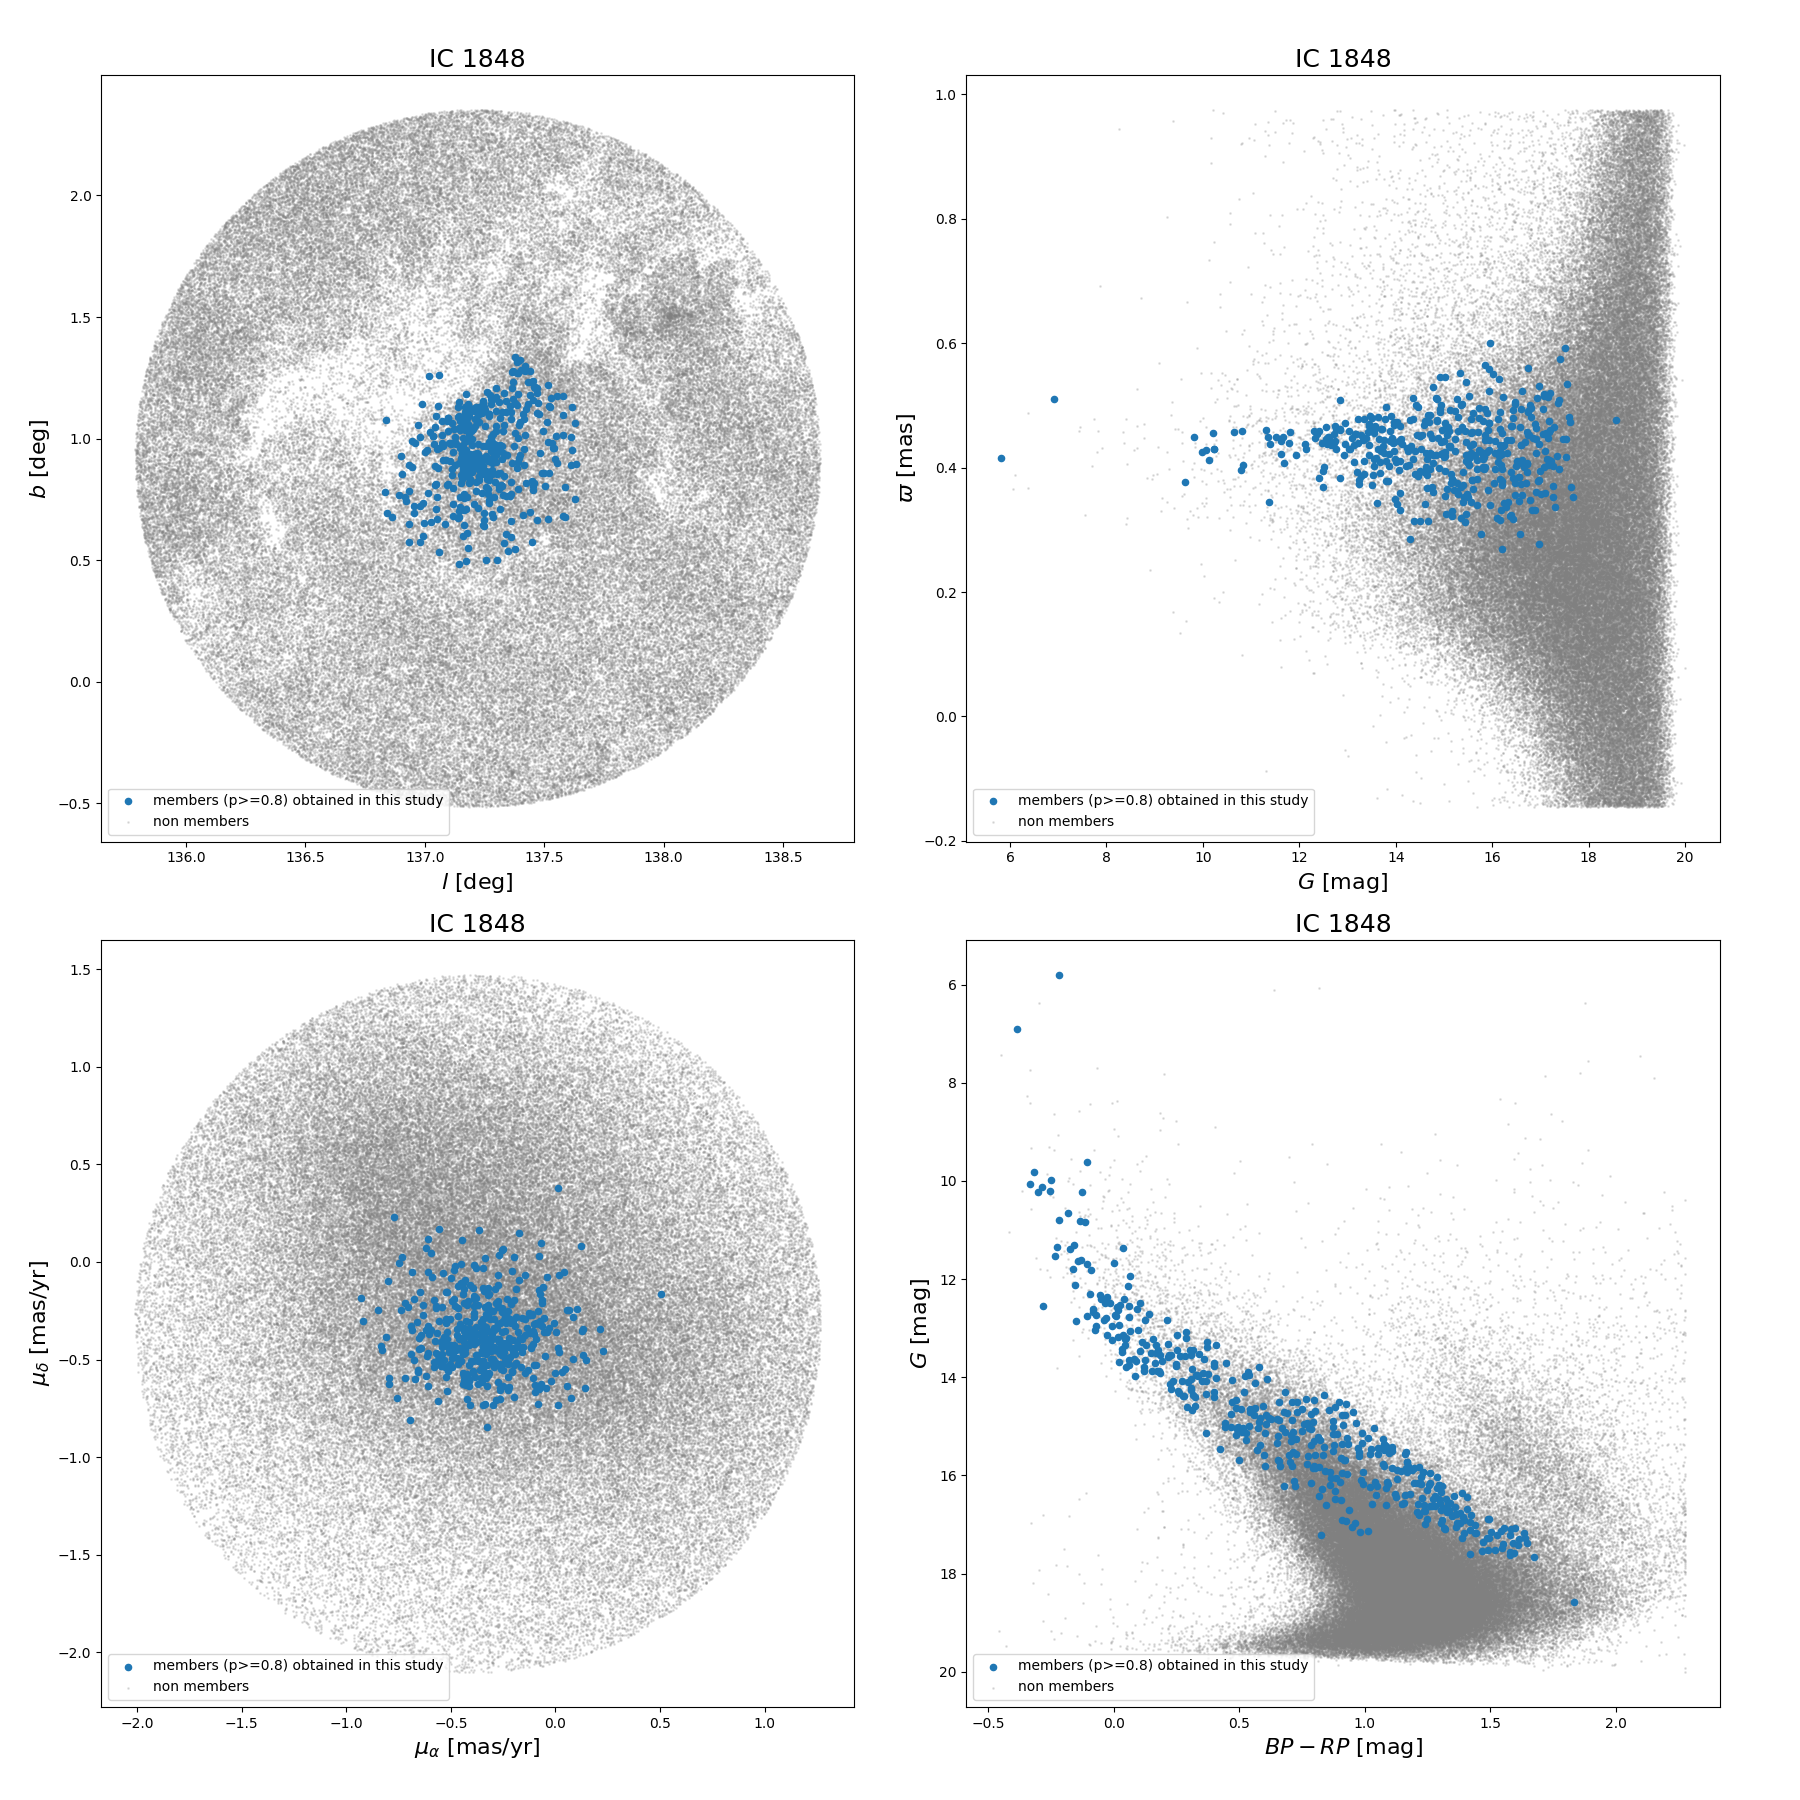 IC 1848
2.0
1.5
1.0
0.5
0.0
−0.5
b [deg]
members (p>=0.8) obtained in this study
non members
136.0 136.5 137.0 137.5 138.0 138.5
l [deg]
IC 1848
1.0
0.8
0.6
0.4
0.2
0.0
−0.2
ϖ [mas]
members (p>=0.8) obtained in this study
non members
6 8 10 12 14 16 18 20
G [mag]
IC 1848
1.5
1.0
0.5
0.0
−0.5
−1.0
−1.5
−2.0
μδ [mas/yr]
members (p>=0.8) obtained in this study
non members
−2.0 −1.5 −1.0 −0.5 0.0 0.5 1.0
μα [mas/yr]
IC 1848
6
8
10
12
14
16
18
20
G [mag]
members (p>=0.8) obtained in this study
non members
−0.5 0.0 0.5 1.0 1.5 2.0
BP − RP [mag]